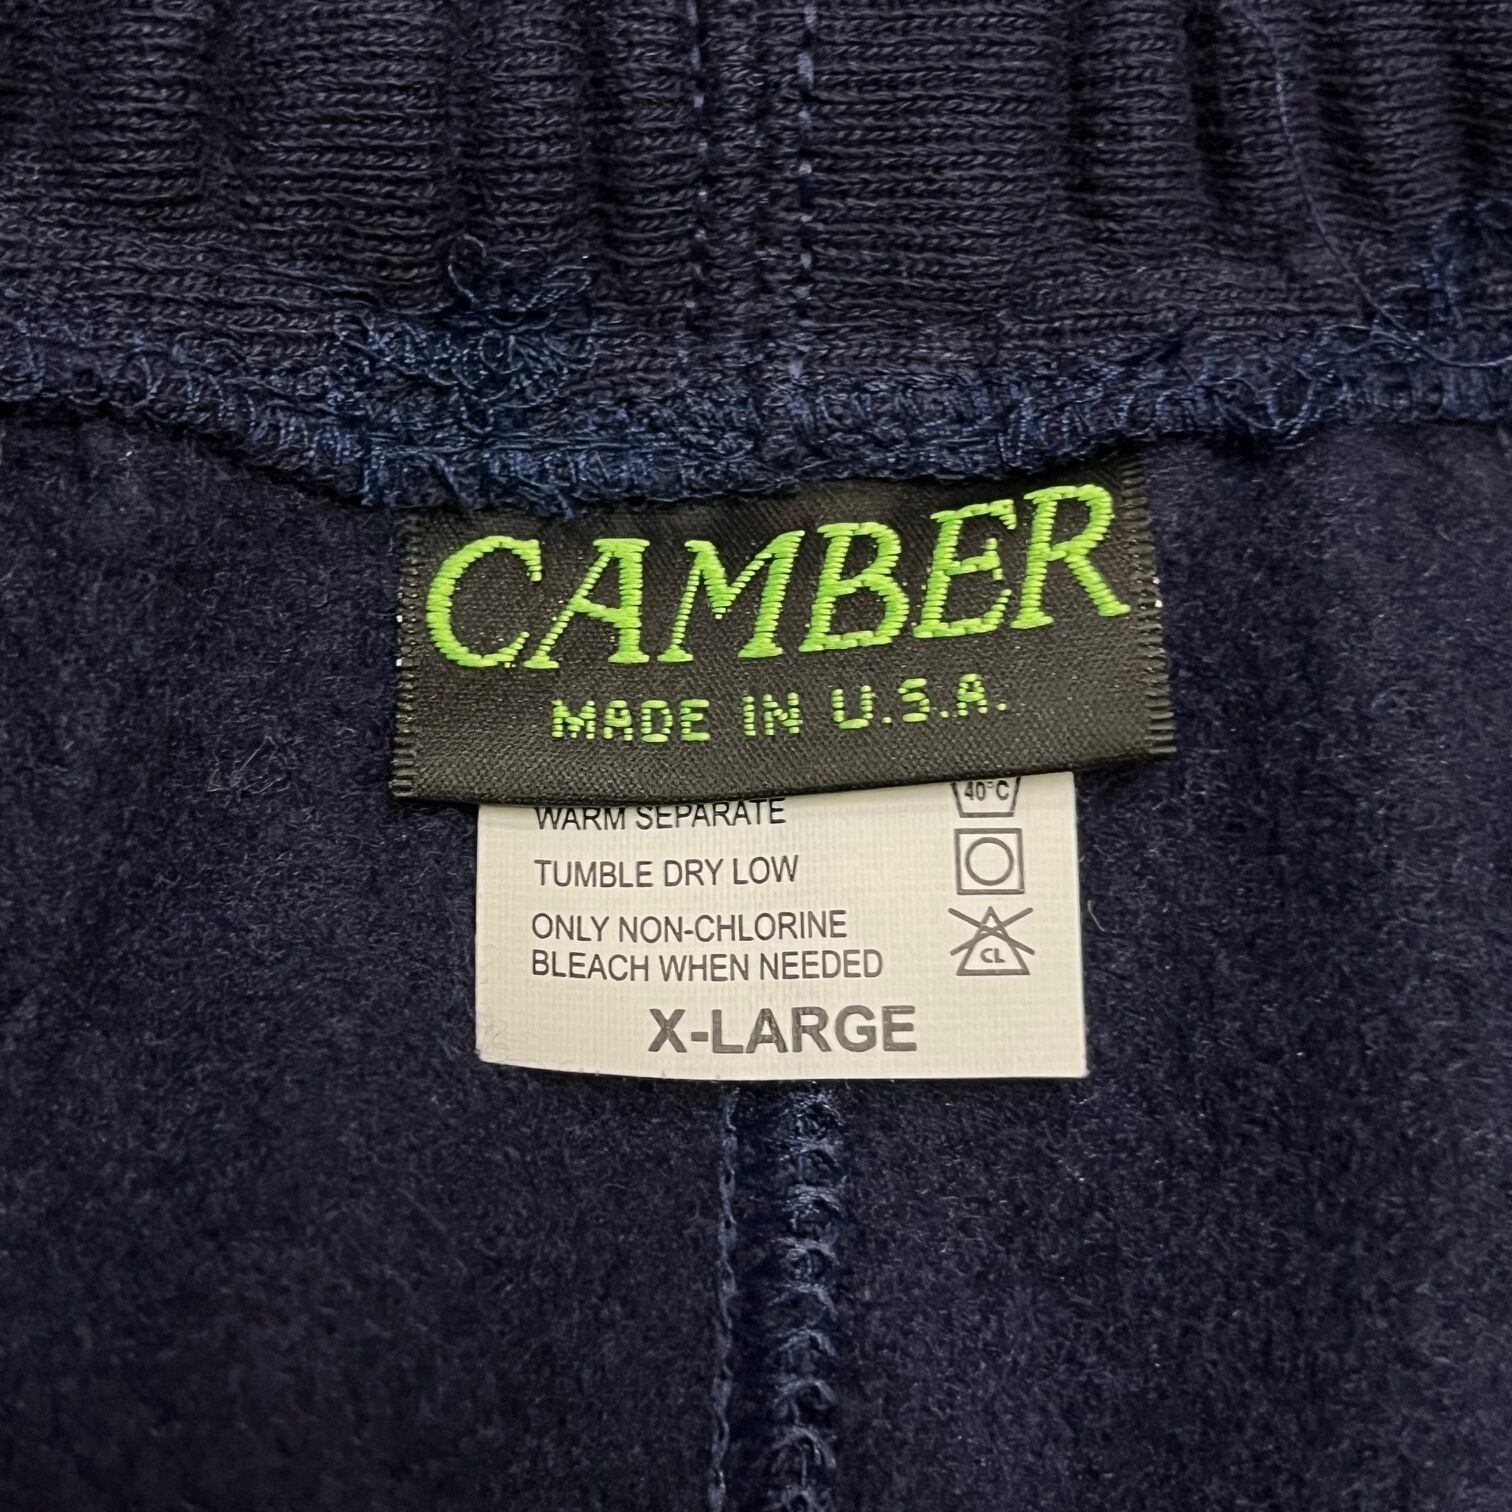 CAMBER
MADE IN U.S.A.
WARM SEPARATE
40°C
TUMBLE DRY LOW
ONLY NON-CHLORINE
BLEACH WHEN NEEDED
CL
X-LARGE